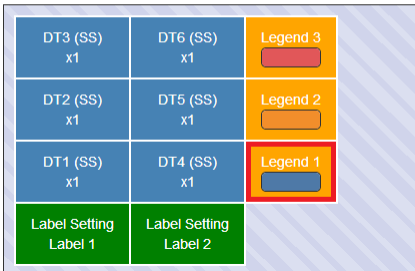 DT3 (SS)
x1
DT6 (SS)
x1
Legend 3
DT2 (SS)
x1
DT5 (SS)
x1
Legend 2
DT1 (SS)
x1
DT4 (SS)
x1
Legend 1
Label Setting
Label 1
Label Setting
Label 2